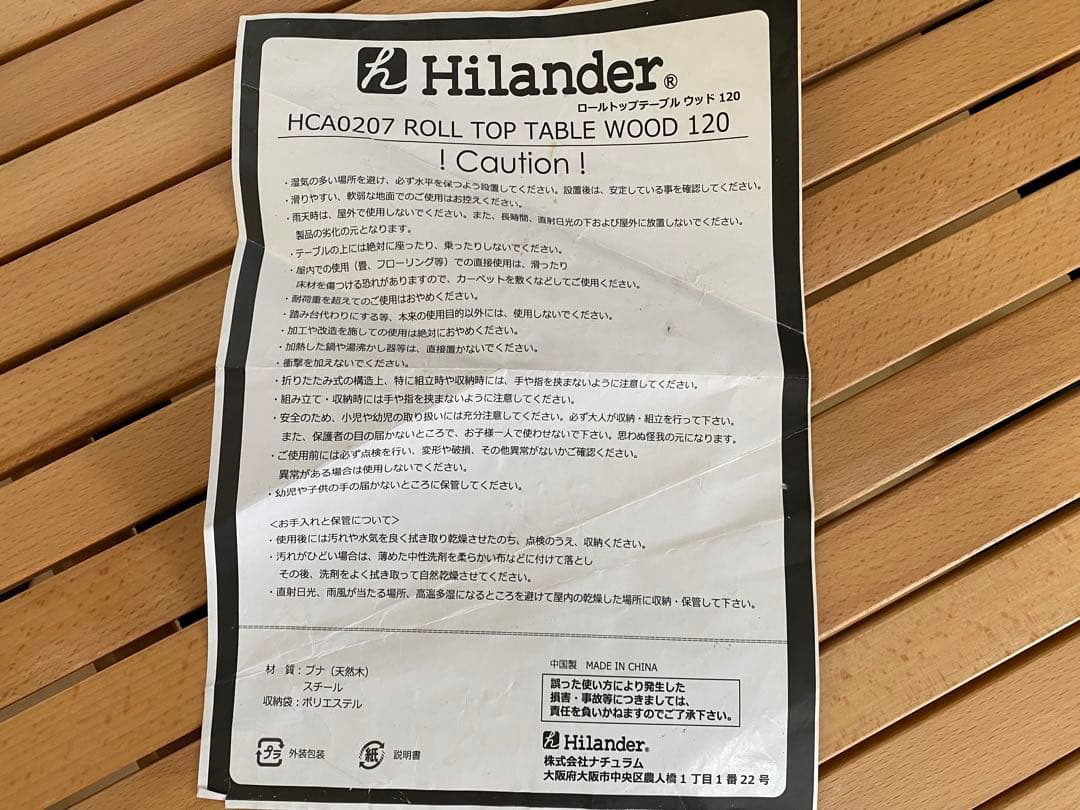 h Hilander®
ロールトップテーブル ウッド 120
HCA0207 ROLL TOP TABLE WOOD 120
! Caution !
・湿気の多い場所を避け、必ず水平を保つよう設置してください。設置後は、安定している事を確認してください。
・滑りやすい、軟弱な地面でのご使用はお控えください。
・雨天時は、屋外で使用しないでください。また、長時間、直射日光の下および屋外に放置しないでください。
製品の劣化の元となります。
・テーブルの上には絶対に座ったり、乗ったりしないでください。
・屋内での使用（畳、フローリング等）での直接使用は、滑ったり
床材を傷つける恐れがありますので、カーペットを敷くなどしてご使用ください。
・耐荷重を超えてのご使用はおやめください。
・踏み台代わりにする等、本来の使用目的以外には、使用しないでください。
・加工や改造を施しての使用は絶対におやめください。
・加熱した鍋や湯沸かし器等は、直接置かないでください。
・衝撃を加えないでください。
・折りたたみ式の構造上、特に組立時や収納時には、手や指を挟まないように注意してください。
・組み立て・収納時には手や指を挟まないように注意してください。
・安全のため、小児や幼児の取り扱いには充分注意してください。必ず大人が収納・組立を行って下さい。
また、保護者の目の届かないところで、お子様一人で使わせないで下さい。思わぬ怪我の元になります。
・ご使用前には必ず点検を行い、変形や破損、その他異常がないかご確認ください。
異常がある場合は使用しないでください。
・幼児や子供の手の届かないところに保管してください。
＜お手入れと保管について＞
・使用後には汚れや水気を良く拭き取り乾燥させたのち、点検のうえ、収納ください。
・汚れがひどい場合は、薄めた中性洗剤を柔らかい布などに付けて落とし
その後、洗剤をよく拭き取って自然乾燥させてください。
・直射日光、雨風が当たる場所、高温多湿になるところを避けて屋内の乾燥した場所に収納・保管して下さい。
材　質：ブナ（天然木）
スチール
収納袋：ポリエステル
プラ 外装包装
紙 説明書
中国製　MADE IN CHINA
誤った使い方により発生した
損害・事故等につきましては、
責任を負いかねますのでご了承下さい。
h Hilander®
株式会社ナチュラム
大阪府大阪市中央区農人橋1丁目1番22号